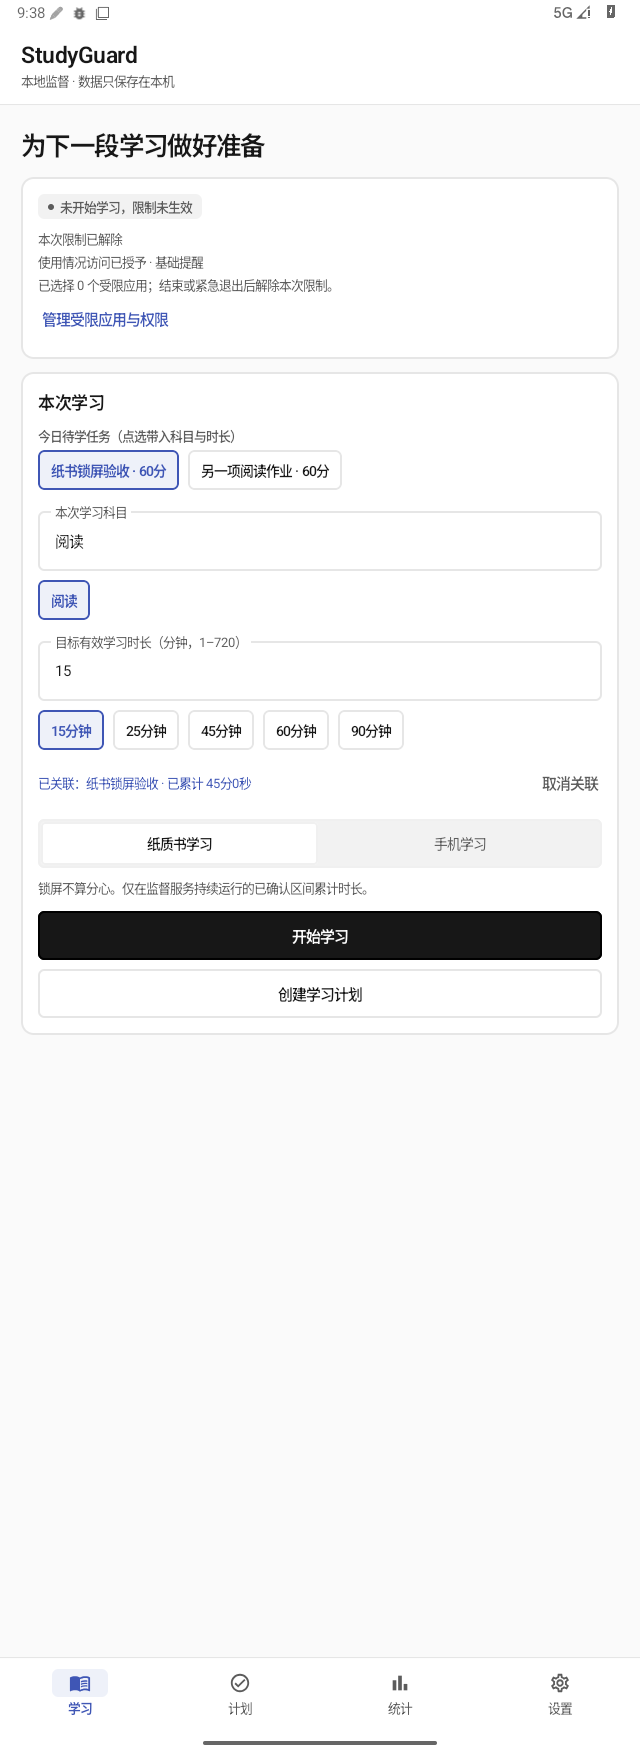 9:38
5G
StudyGuard
本地监督 · 数据只保存在本机
为下一段学习做好准备
未开始学习，限制未生效
本次限制已解除
使用情况访问已授予 · 基础提醒
已选择 0 个受限应用；结束或紧急退出后解除本次限制。
管理受限应用与权限
本次学习
今日待学任务（点选带入科目与时长）
纸书锁屏验收 · 60分
另一项阅读作业 · 60分
本次学习科目
阅读
阅读
目标有效学习时长（分钟，1–720）
15
15分钟
25分钟
45分钟
60分钟
90分钟
已关联：纸书锁屏验收 · 已累计 45分0秒
取消关联
纸质书学习
手机学习
锁屏不算分心。仅在监督服务持续运行的已确认区间累计时长。
开始学习
创建学习计划
学习
计划
统计
设置